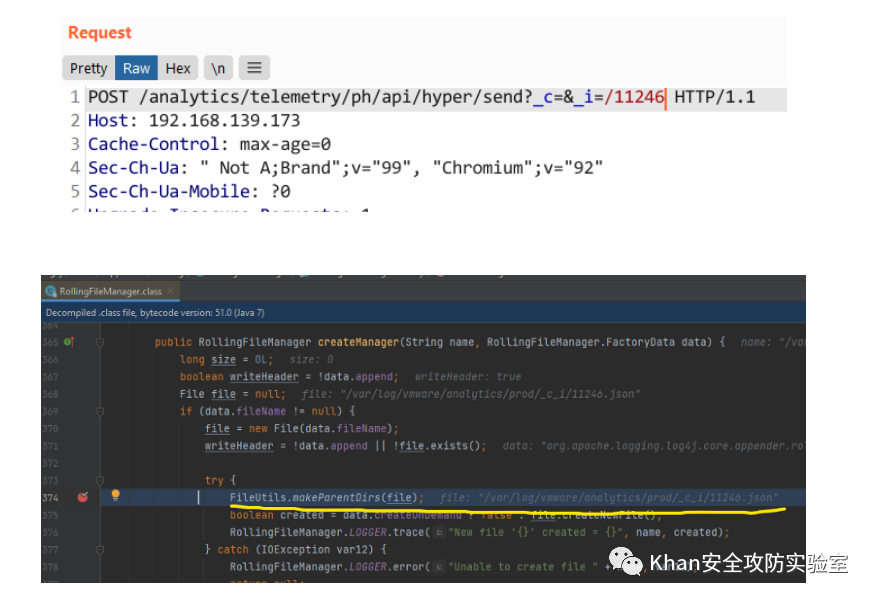 Request
Pretty Raw Hex \n
1 POST /analytics/telemetry/ph/api/hyper/send?_c=&_i=/11246 HTTP/1.1
2 Host: 192.168.139.173
3 Cache-Control: max-age=0
4 Sec-Ch-Ua: " Not A;Brand";v="99", "Chromium";v="92"
5 Sec-Ch-Ua-Mobile: ?0
RollingFileManager.class ×
Decompiled .class file, bytecode version: 51.0 (Java 7)
364
365 public RollingFileManager createManager(String name, RollingFileManager.FactoryData data) { name: "/va
366 long size = 0L; size: 0
367 boolean writeHeader = !data.append; writeHeader: true
368 File file = null; file: "/var/log/vmware/analytics/prod/_c_i/11246.json"
369 if (data.fileName != null) {
370 file = new File(data.fileName);
371 writeHeader = !data.append || !file.exists(); data: "org.apache.logging.log4j.core.appender.ro
372
373 try {
374 FileUtils.makeParentDirs(file); file: "/var/log/vmware/analytics/prod/_c_i/11246.json"
375 boolean created = data.createOnDemand ? false : file.createNewFile();
376 RollingFileManager.LOGGER.trace( s: "New file '{}' created = {}", name, created);
377 } catch (IOException var12) {
378 RollingFileManager.LOGGER.error( s: "Unable to create file " +
return null;
Khan安全攻防实验室